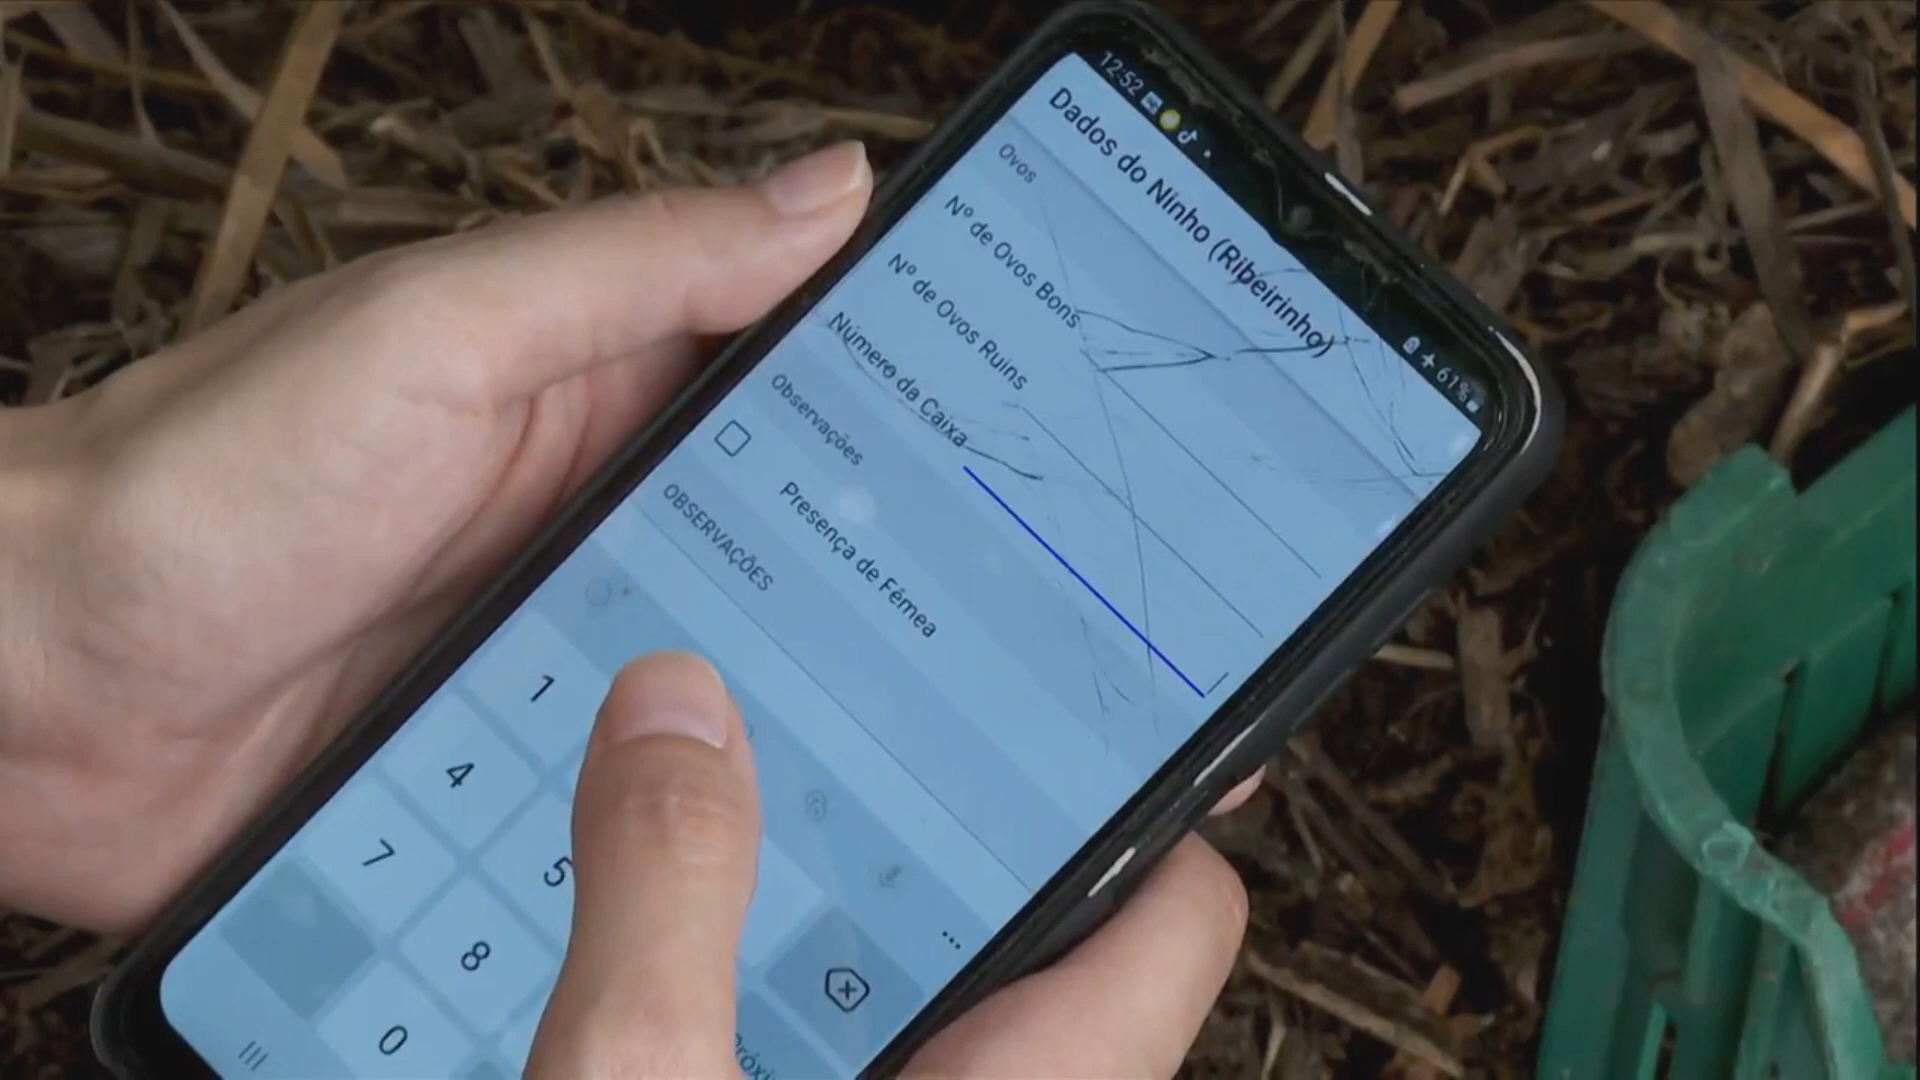 12:52
61%
Dados do Ninho (Ribeirinho)
Ovos
Nº de Ovos Bons
Nº de Ovos Ruins
Número da Caixa
Observações
Presença de Fêmea
OBSERVAÇÕES
1
4
5
7
8
0
...